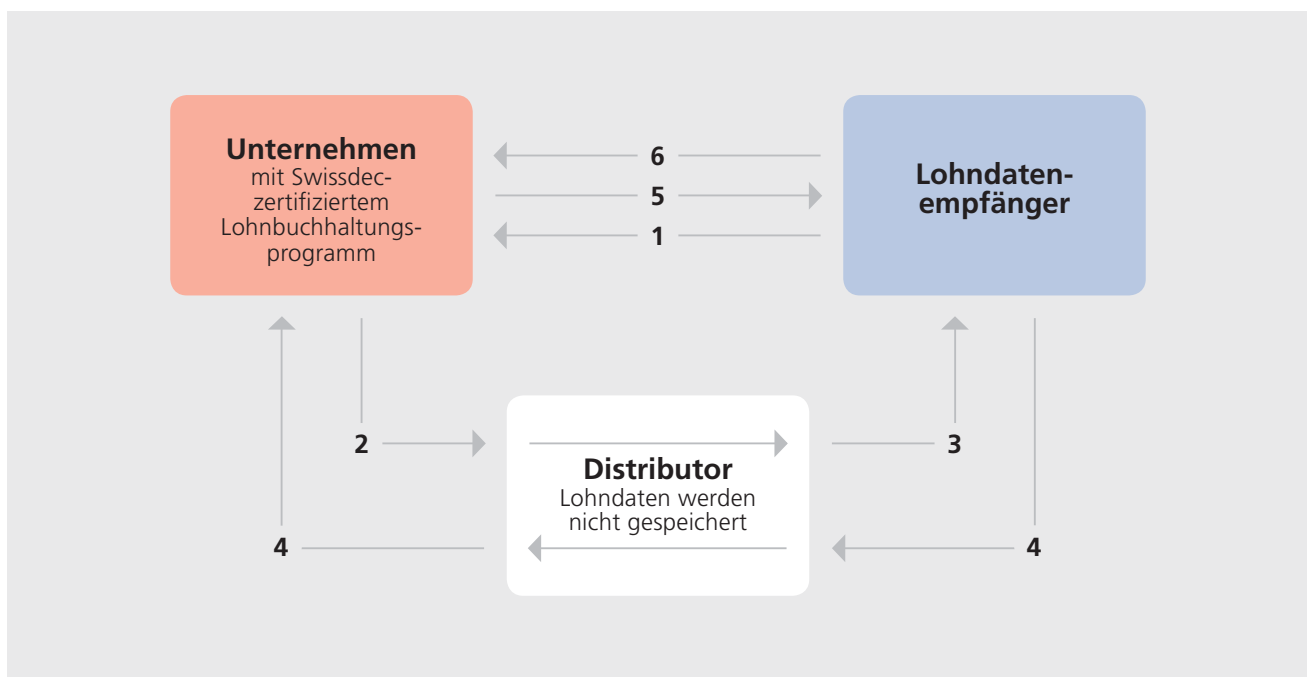 Unternehmen
mit Swissdec-
zertifiziertem
Lohnbuchhaltungs-
programm
6
5
1
Lohndaten-
empfänger
2
3
Distributor
Lohndaten werden
nicht gespeichert
4
4